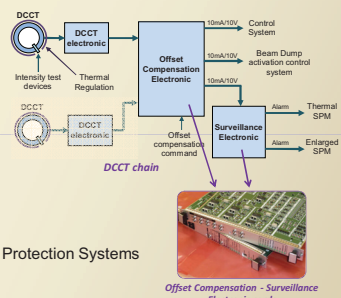 DCCT
DCCT
electronic
Intensity test
devices
Thermal
Regulation
DCCT
DCCT
electronic
Offset
Compensation
Electronic
Offset
compensation
command
10mA/10V
Control
System
10mA/10V
Beam Dump
activation control
system
10mA/10V
Surveillance
Electronic
Alarm
Thermal
SPM
Alarm
Enlarged
SPM
DCCT chain
Protection Systems
Offset Compensation - Surveillance